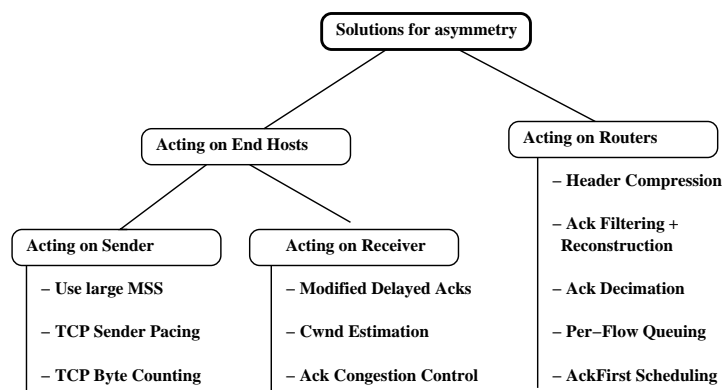 Solutions for asymmetry
Acting on End Hosts
Acting on Routers
– Header Compression
– Ack Filtering +
Reconstruction
– Ack Decimation
– Per–Flow Queuing
– AckFirst Scheduling
Acting on Sender
– Use large MSS
– TCP Sender Pacing
– TCP Byte Counting
Acting on Receiver
– Modified Delayed Acks
– Cwnd Estimation
– Ack Congestion Control